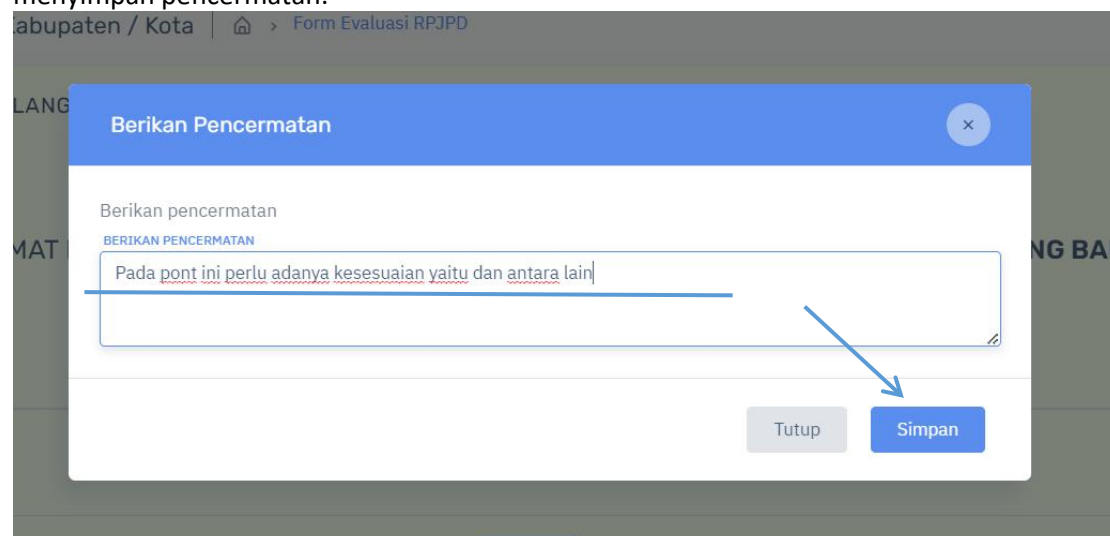 menyimpan pencermatan.
Kabupaten / Kota Form Evaluasi RPJPD
LANG
Berikan Pencermatan
Berikan pencermatan
BERIKAN PENCERMATAN
MAT
NG BA
Pada pont ini perlu adanya kesesuaian yaitu dan antara lain
Tutup Simpan